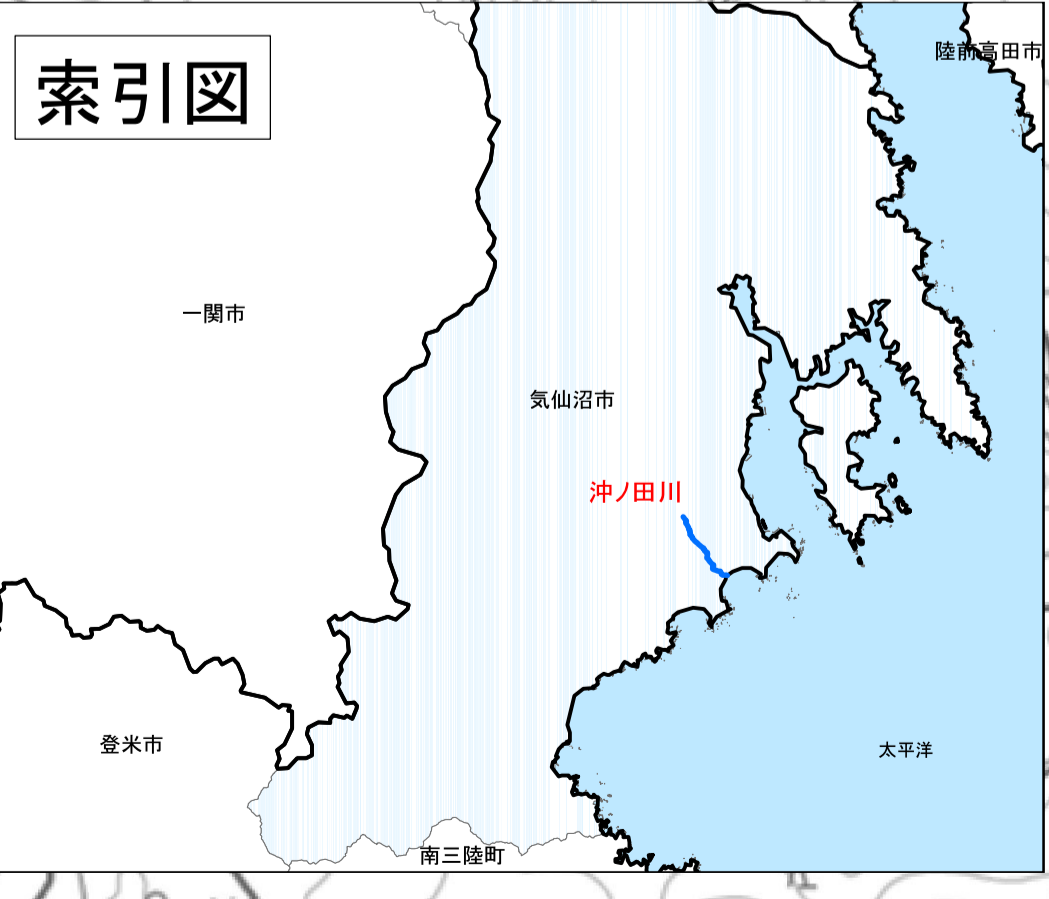 索引図
陸前高田市
一関市
気仙沼市
沖ノ田川
登米市
太平洋
南三陸町